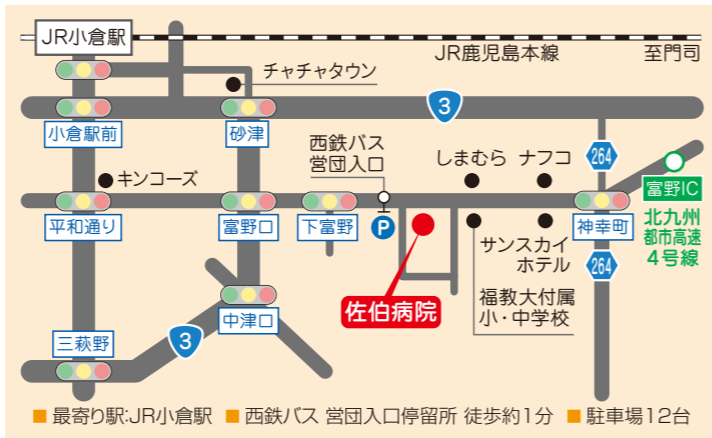 JR小倉駅
JR鹿児島本線
至門司
チャチャタウン
小倉駅前
砂津
3
西鉄バス
営団入口
しまむら
ナフコ
264
富野IC
北九州
都市高速
4号線
キンコーズ
平和通り
富野口
下富野
P
神幸町
サンスカイ
ホテル
264
福教大付属
小・中学校
佐伯病院
中津口
3
三萩野
■ 最寄り駅:JR小倉駅 ■ 西鉄バス 営団入口停留所 徒歩約1分 ■ 駐車場12台